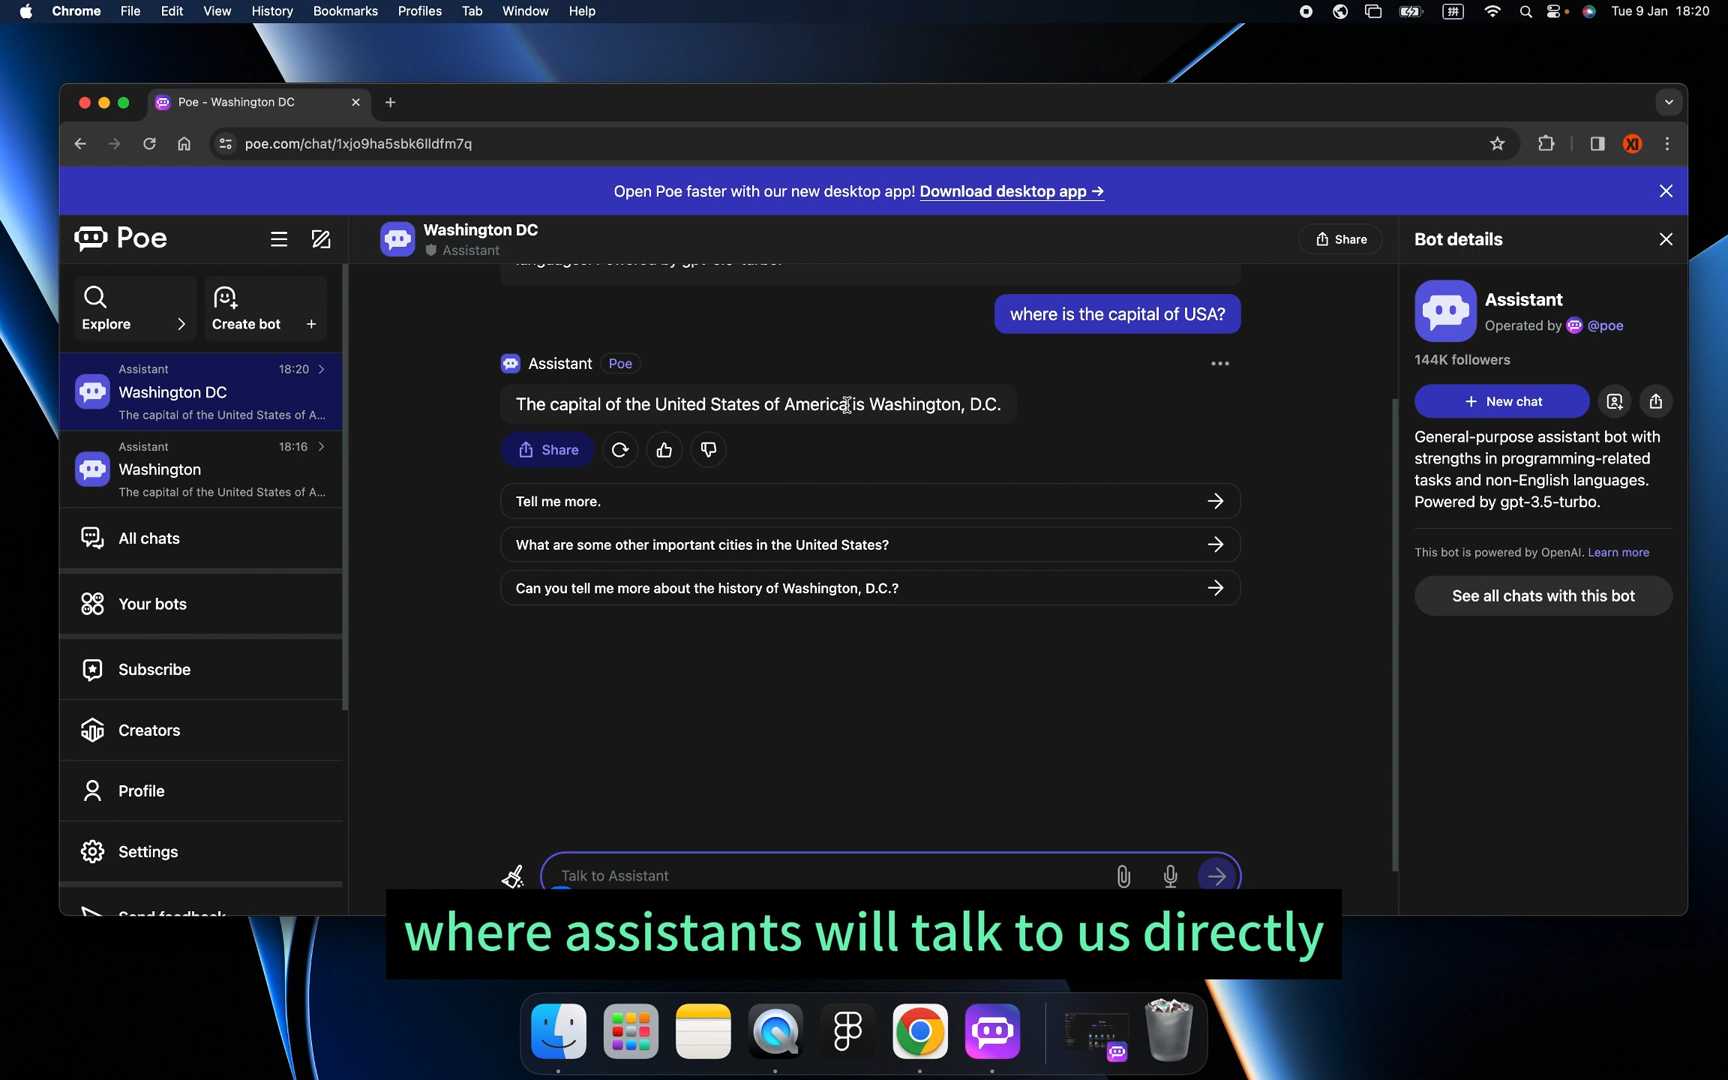 Chrome File Edit View History Bookmarks Profiles Tab Window Help
拼
Tue 9 Jan 18:20
Poe - Washington DC
poe.com/chat/1xjo9ha5sbk6lldfm7q
XI
Open Poe faster with our new desktop app! Download desktop app →
Poe
Explore
Create bot +
Assistant 18:20
Washington DC
The capital of the United States of A...
Assistant 18:16
Washington
The capital of the United States of A...
All chats
Your bots
Subscribe
Creators
Profile
Settings
Send feedback
Washington DC
Assistant
Share
where is the capital of USA?
Assistant Poe
The capital of the United States of America is Washington, D.C.
Share
Tell me more.
What are some other important cities in the United States?
Can you tell me more about the history of Washington, D.C.?
Talk to Assistant
Bot details
Assistant
Operated by @poe
144K followers
+ New chat
General-purpose assistant bot with
strengths in programming-related
tasks and non-English languages.
Powered by gpt-3.5-turbo.
This bot is powered by OpenAI. Learn more
See all chats with this bot
where assistants will talk to us directly